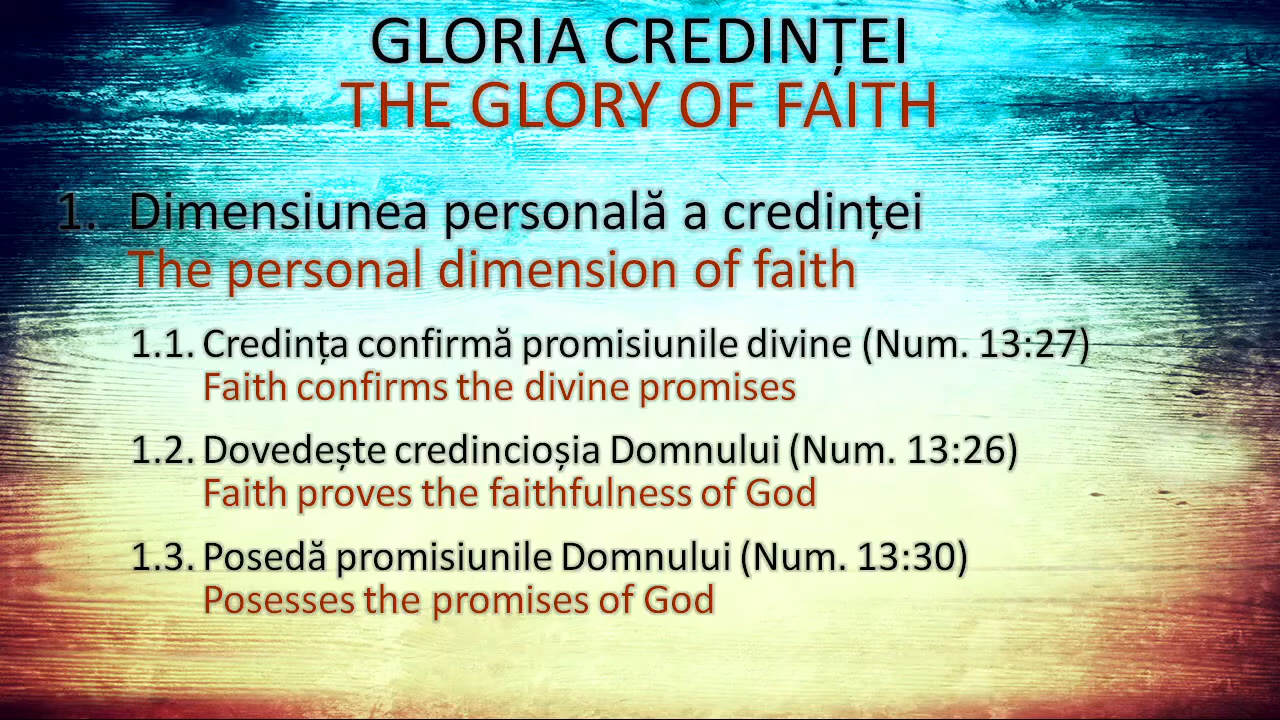 GLORIA CREDINȚEI
THE GLORY OF FAITH
1. Dimensiunea personală a credinței
The personal dimension of faith
1.1. Credința confirmă promisiunile divine (Num. 13:27)
Faith confirms the divine promises
1.2. Dovedește credincioșia Domnului (Num. 13:26)
Faith proves the faithfulness of God
1.3. Posedă promisiunile Domnului (Num. 13:30)
Posesses the promises of God